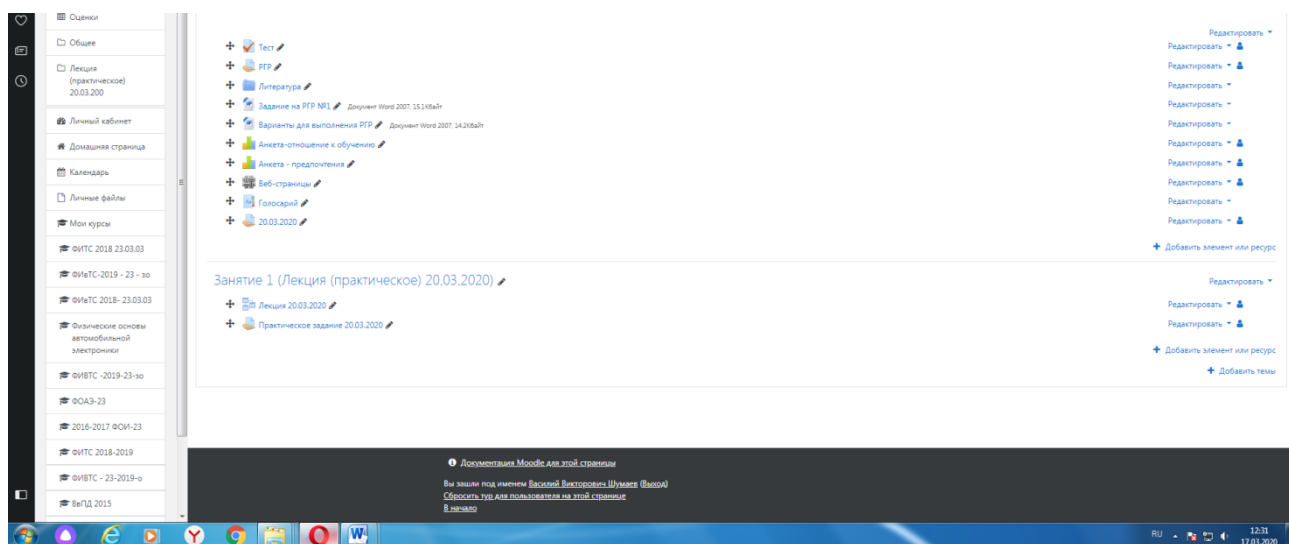 Оценки
Общее
Лекция
(практическое)
20.03.200
Личный кабинет
Домашняя страница
Календарь
Личные файлы
Мои курсы
ФИТС 2018 23.03.03
ФИвТС-2019 - 23 - зо
ФИвТС 2018- 23.03.03
Физические основы
автомобильной
электроники
ФИВТС -2019-23-зо
ФОАЭ-23
2016-2017 ФОИ-23
ФИТС 2018-2019
ФИВТС - 23-2019-о
ВеПД 2015
Редактировать
Тест Редактировать
РГР Редактировать
Литература Редактировать
Задание на РГР №1 Документ Word 2007, 15.1Кбайт Редактировать
Варианты для выполнения РГР Документ Word 2007, 14.2Кбайт Редактировать
Анкета-отношение к обучению Редактировать
Анкета - предпочтения Редактировать
Веб-страницы Редактировать
Голосарий Редактировать
20.03.2020 Редактировать
+ Добавить элемент или ресурс
Занятие 1 (Лекция (практическое) 20.03.2020) Редактировать
Лекция 20.03.2020 Редактировать
Практическое задание 20.03.2020 Редактировать
+ Добавить элемент или ресурс
+ Добавить темы
Документация Moodle для этой страницы
Вы зашли под именем Василий Викторович Шумаев (Выход)
Сбросить тур для пользователя на этой странице
В начало
RU 12:31
17.03.2020